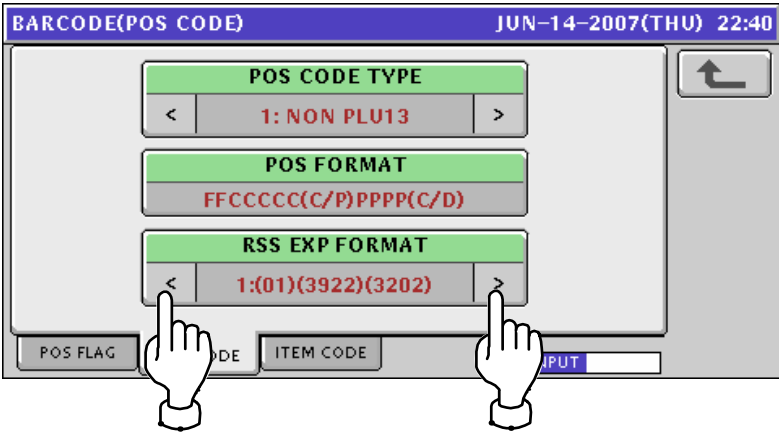 BARCODE(POS CODE) JUN-14-2007(THU) 22:40
POS CODE TYPE
< 1: NON PLU13 >
POS FORMAT
FFCCCCC(C/P)PPPP(C/D)
RSS EXP FORMAT
< 1:(01)(3922)(3202) >
POS FLAG ITEM CODE